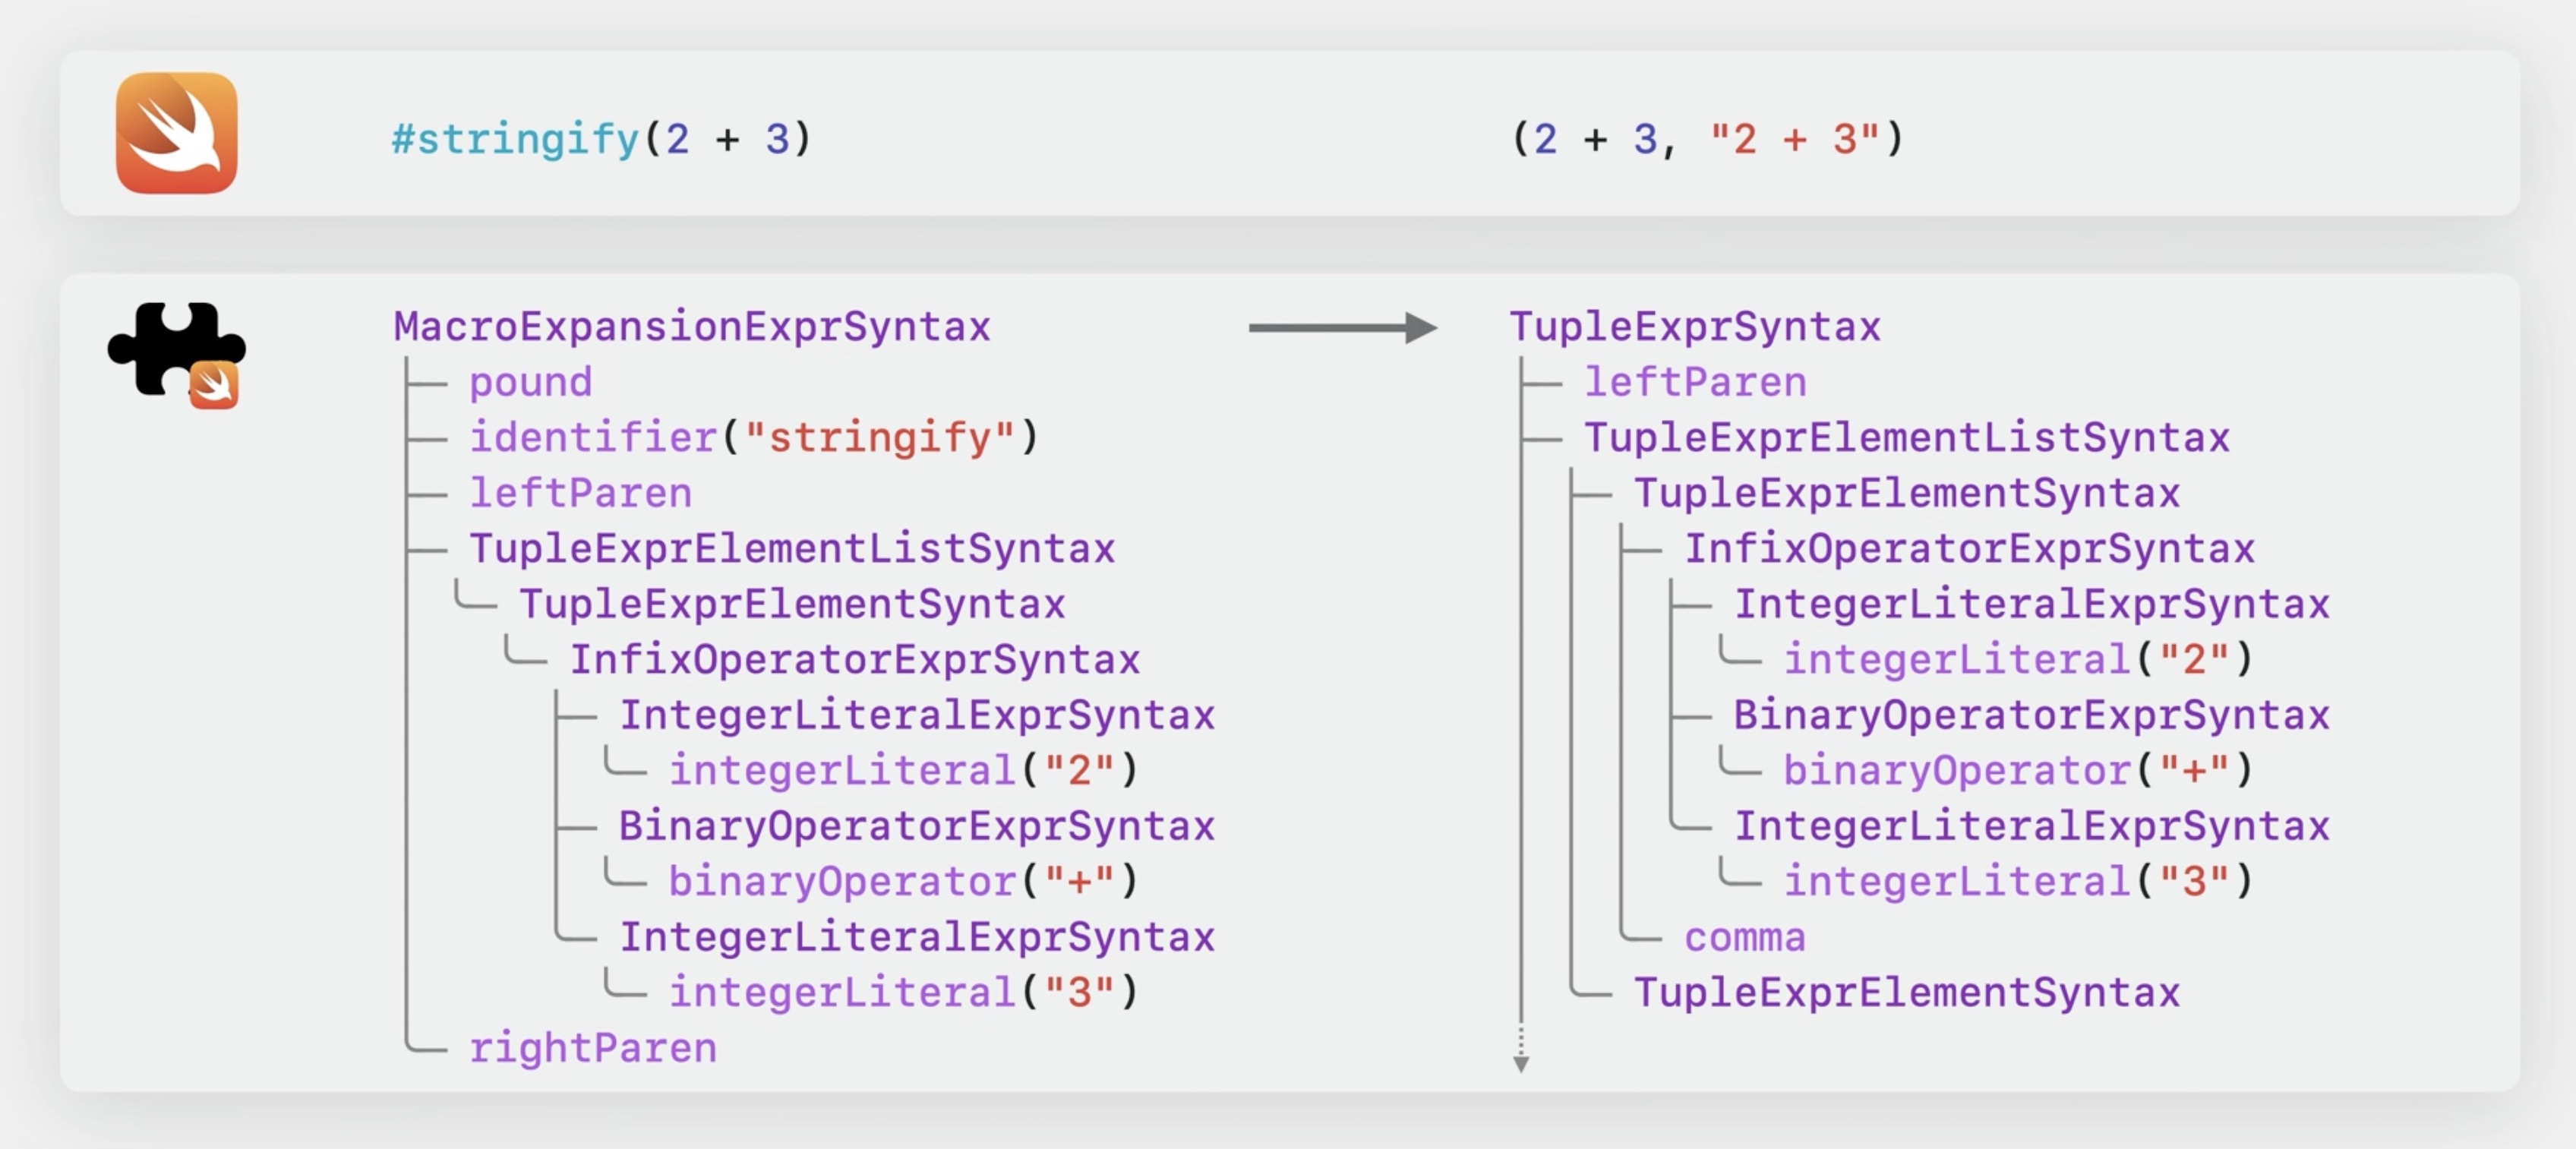 #stringify(2 + 3)
(2 + 3, "2 + 3")
MacroExpansionExprSyntax
pound
identifier("stringify")
leftParen
TupleExprElementListSyntax
TupleExprElementSyntax
InfixOperatorExprSyntax
IntegerLiteralExprSyntax
integerLiteral("2")
BinaryOperatorExprSyntax
binaryOperator("+")
IntegerLiteralExprSyntax
integerLiteral("3")
rightParen
TupleExprSyntax
leftParen
TupleExprElementListSyntax
TupleExprElementSyntax
InfixOperatorExprSyntax
IntegerLiteralExprSyntax
integerLiteral("2")
BinaryOperatorExprSyntax
binaryOperator("+")
IntegerLiteralExprSyntax
integerLiteral("3")
comma
TupleExprElementSyntax